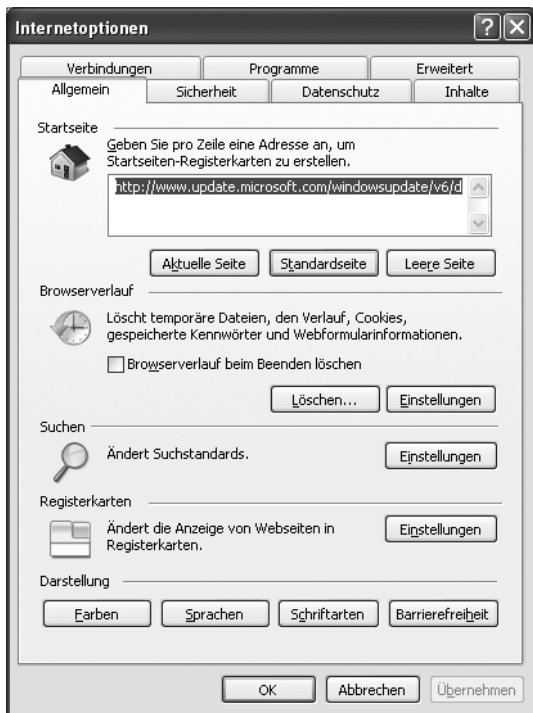 Internetoptionen
Verbindungen Programme Erweitert
Allgemein Sicherheit Datenschutz Inhalte
Startseite
Geben Sie pro Zeile eine Adresse an, um
Startseiten-Registerkarten zu erstellen.
http://www.update.microsoft.com/windowsupdate/v6/d
Aktuelle Seite Standardseite Leere Seite
Browserverlauf
Löscht temporäre Dateien, den Verlauf, Cookies,
gespeicherte Kennwörter und Webformularinformationen.
Browserverlauf beim Beenden löschen
Löschen... Einstellungen
Suchen
Ändert Suchstandards.
Einstellungen
Registerkarten
Ändert die Anzeige von Webseiten in
Registerkarten.
Einstellungen
Darstellung
Farben Sprachen Schriftarten Barrierefreiheit
OK Abbrechen Übernehmen